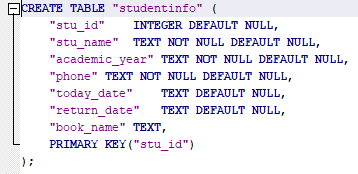 CREATE TABLE "studentinfo" (
"stu_id" INTEGER DEFAULT NULL,
"stu_name" TEXT NOT NULL DEFAULT NULL,
"academic_year" TEXT NOT NULL DEFAULT NULL,
"phone" TEXT NOT NULL DEFAULT NULL,
"today_date" TEXT DEFAULT NULL,
"return_date" TEXT DEFAULT NULL,
"book_name" TEXT,
PRIMARY KEY("stu_id")
);